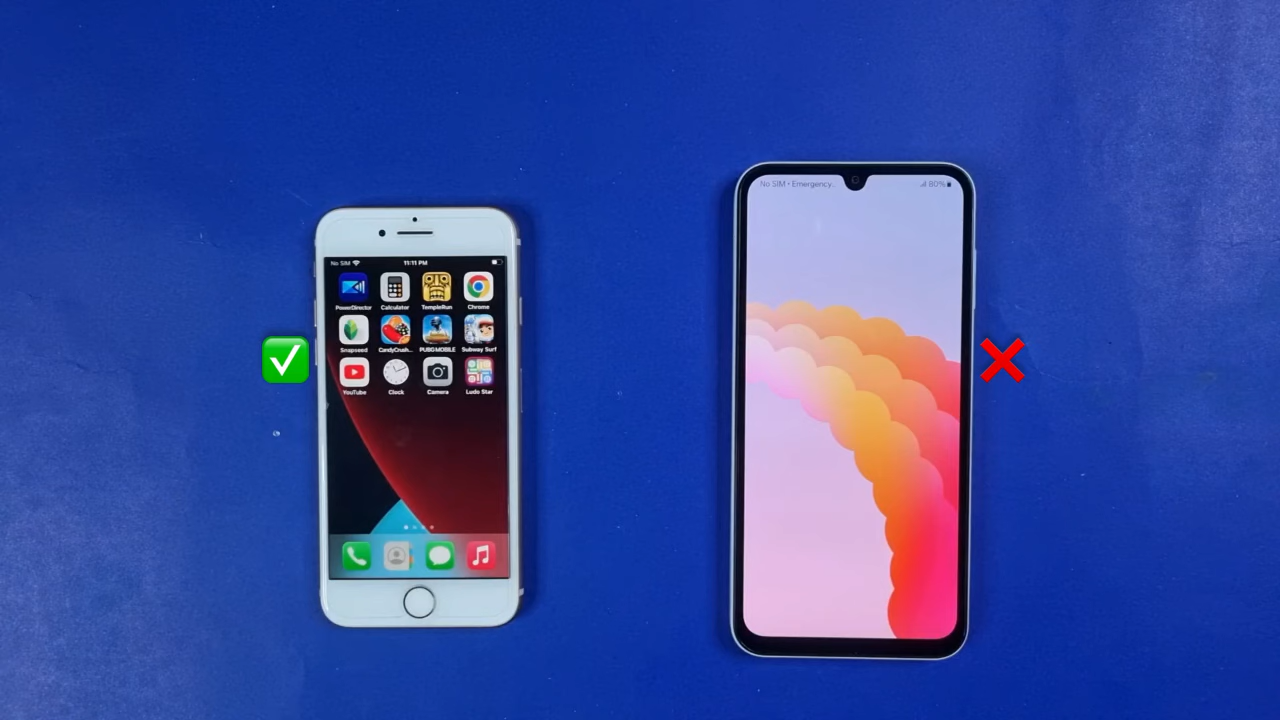 No SIM
11:11 PM
PowerDirector
Calculator
TempleRun
Chrome
Snapseed
CandyCrush...
PUBG MOBILE
Subway Surf
YouTube
Clock
Camera
Ludo Star
No SIM • Emergency...
80%